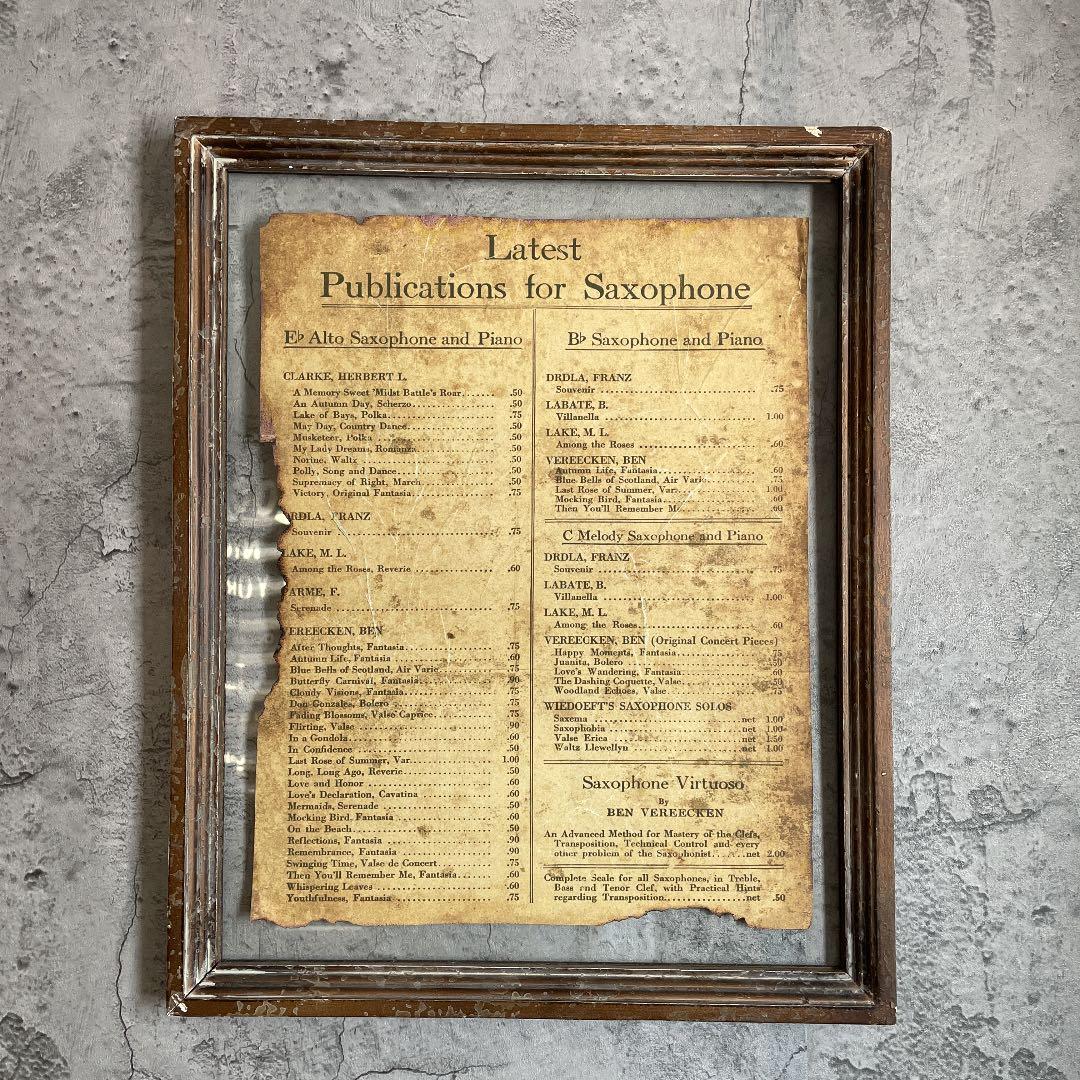 Latest
Publications for Saxophone
E♭ Alto Saxophone and Piano
CLARKE, HERBERT L.
A Memory Sweet 'Midst Battle's Roar...... .50
An Autumn Day, Scherzo.................... .50
Lake of Bays, Polka....................... .75
May Day, Country Dance.................... .50
Musketeer, Polka ......................... .50
My Lady Dreams, Romanza................... .50
Norine, Waltz ............................ .50
Polly, Song and Dance..................... .50
Supremacy of Right, March................. .50
Victory, Original Fantasia................ .75
RDLA, FRANZ
Souvenir ................................. .75
LAKE, M. L.
Among the Roses, Reverie ................. .60
PARME, F.
Serenade ................................. .75
VEREECKEN, BEN
After Thoughts, Fantasia.................. .75
Autumn Life, Fantasia .................... .60
Blue Bells of Scotland, Air Varie......... .75
Butterfly Carnival, Fantasia.............. .90
Cloudy Visions, Fantasia.................. .75
Don Gonzales, Bolero ..................... .75
Fading Blossoms, Valse Caprice............ .75
Flirting, Valse .......................... .90
In a Gondola.............................. .60
In Confidence ............................ .50
Last Rose of Summer, Var.................. 1.00
Long, Long Ago, Reverie................... .50
Love and Honor ........................... .60
Love's Declaration, Cavatina ............. .60
Mermaids, Serenade ....................... .50
Mocking Bird, Fantasia.................... .60
On the Beach.............................. .50
Reflections, Fantasia .................... .90
Remembrance, Fantasia .................... .90
Swinging Time, Valse de Concert........... .75
Then You'll Remember Me, Fantasia......... .60
Whispering Leaves ........................ .60
Youthfulness, Fantasia ................... .75
B♭ Saxophone and Piano
DRDLA, FRANZ
Souvenir ................................. .75
LABATE, B.
Villanella ............................... 1.00
LAKE, M. L.
Among the Roses .......................... .60
VEREECKEN, BEN
Autumn Life, Fantasia..................... .60
Blue Bells of Scotland, Air Varie......... .75
Last Rose of Summer, Var.................. 1.00
Mocking Bird, Fantasia.................... .60
Then You'll Remember Me................... .60
C Melody Saxophone and Piano
DRDLA, FRANZ
Souvenir ................................. .75
LABATE, B.
Villanella ............................... 1.00
LAKE, M. L.
Among the Roses........................... .60
VEREECKEN, BEN (Original Concert Pieces)
Happy Moments, Fantasia................... .75
Juanita, Bolero .......................... .50
Love's Wandering, Fantasia................ .60
The Dashing Coquette, Valse............... .50
Woodland Echoes, Valse ................... .75
WIEDOEFT'S SAXOPHONE SOLOS
Saxema ...............................net 1.00
Saxophobia ...........................net 1.00
Valse Erica ..........................net 1.50
Waltz Llewellyn ......................net 1.00
Saxophone Virtuoso
By
BEN VEREECKEN
An Advanced Method for Mastery of the Clefs,
Transposition, Technical Control and every
other problem of the Saxophonist.......net 2.00
Complete Scale for all Saxophones, in Treble,
Bass and Tenor Clef, with Practical Hints
regarding Transposition................net .50